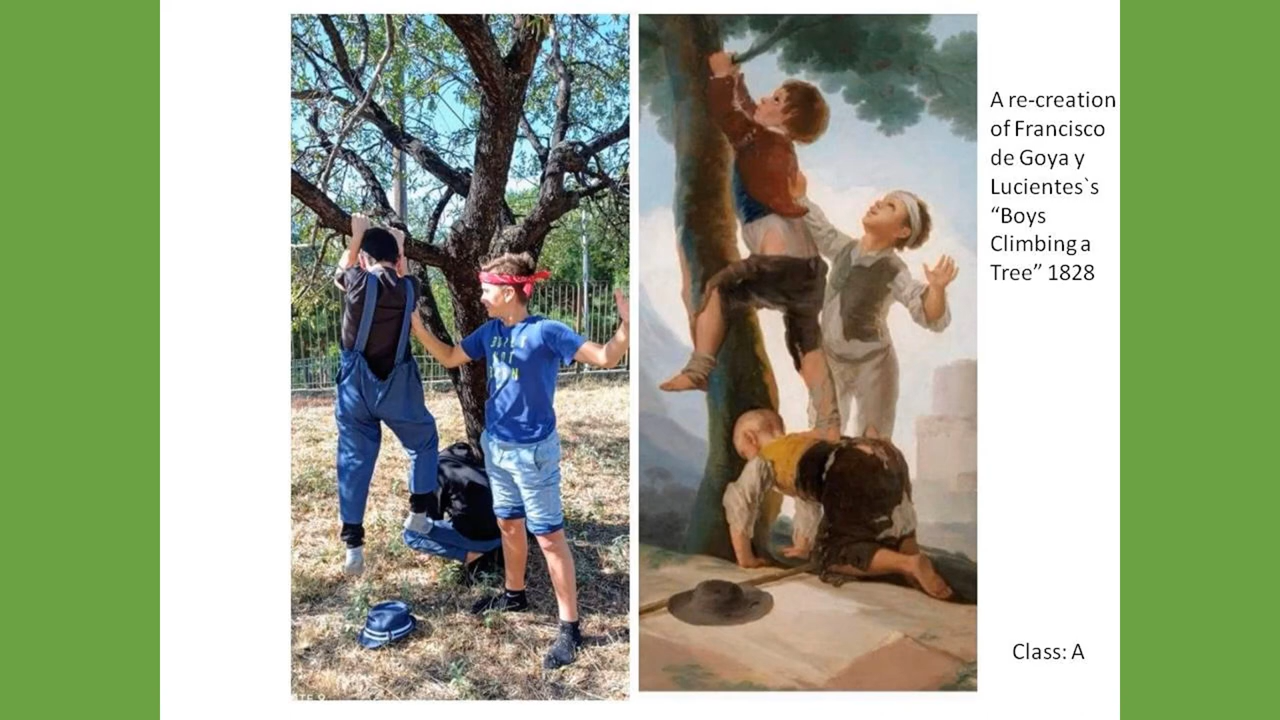 A re-creation
of Francisco
de Goya y
Lucientes`s
“Boys
Climbing a
Tree” 1828
Class: A